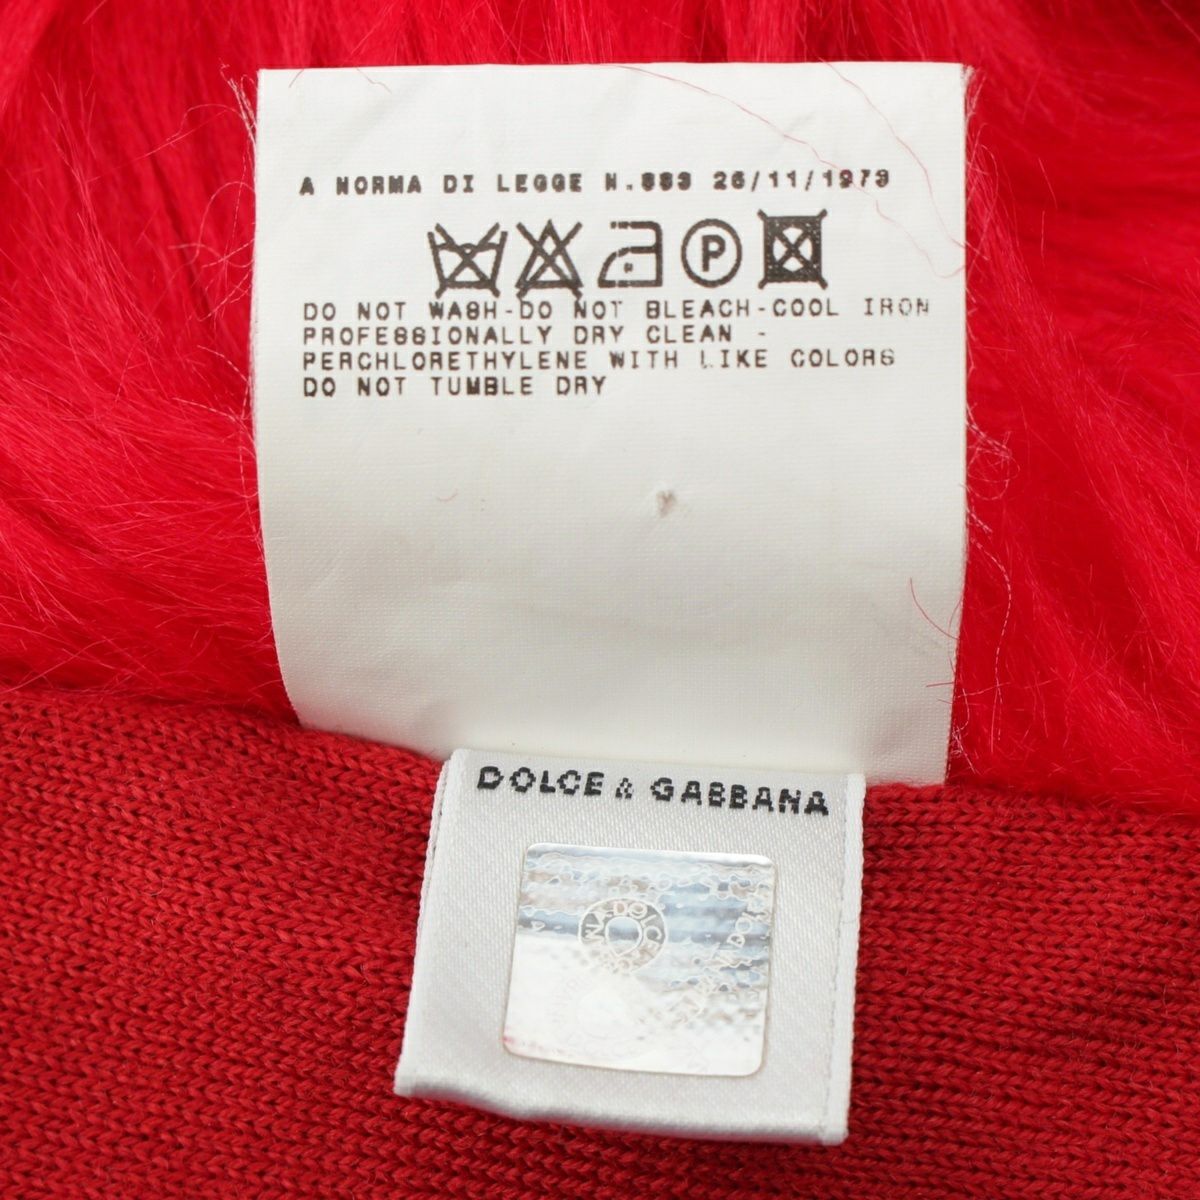 A NORMA DI LEGGE N.883 26/11/1973
P
DO NOT WASH-DO NOT BLEACH-COOL IRON
PROFESSIONALLY DRY CLEAN -
PERCHLORETHYLENE WITH LIKE COLORS
DO NOT TUMBLE DRY
DOLCE & GABBANA
DOLCE